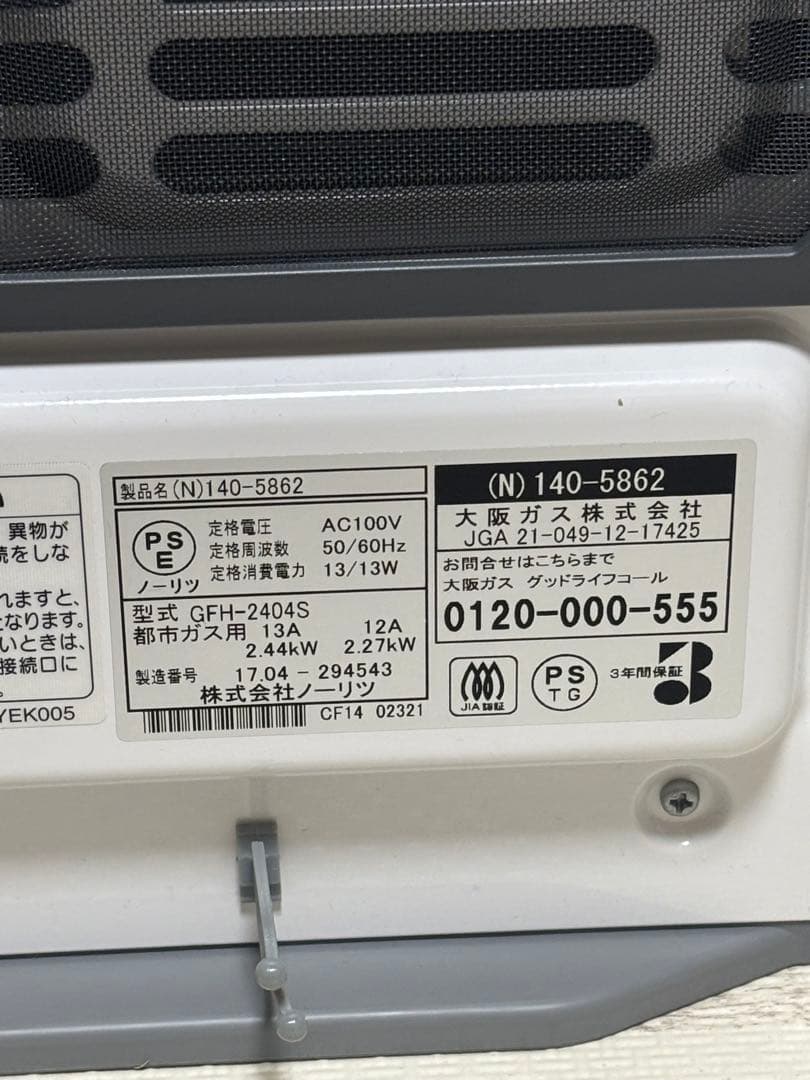 異物が
続をしな
れますと、
となります。
いときは、
接続口に
。
YEK005
製品名 (N)140-5862
PS
E
ノーリツ
定格電圧 AC100V
定格周波数 50/60Hz
定格消費電力 13/13W
型式 GFH-2404S
都市ガス用 13A 12A
2.44kW 2.27kW
製造番号 17.04-294543
株式会社ノーリツ
CF14 02321
(N) 140-5862
大阪ガス株式会社
JGA 21-049-12-17425
お問合せはこちらまで
大阪ガス グッドライフコール
0120-000-555
JIA認証
PS
TG
3年間保証
3